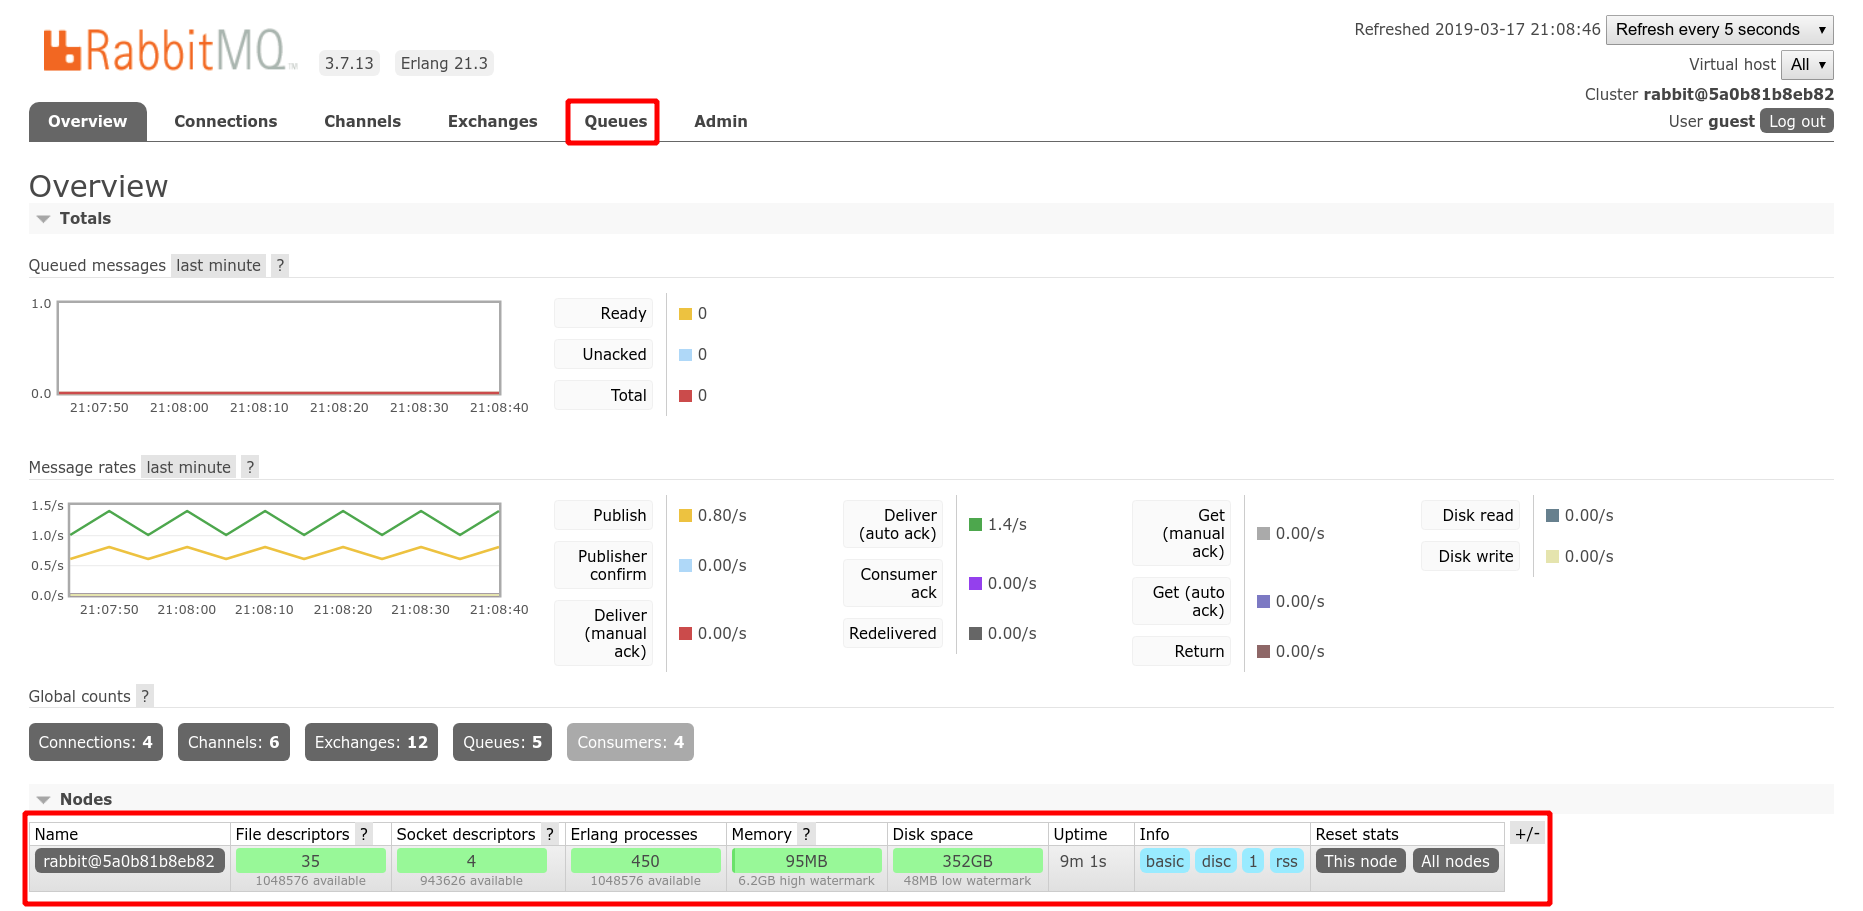 RabbitMQ TM 3.7.13 Erlang 21.3
Refreshed 2019-03-17 21:08:46 Refresh every 5 seconds
Virtual host All
Cluster rabbit@5a0b81b8eb82
User guest Log out
Overview Connections Channels Exchanges Queues Admin
Overview
Totals
Queued messages last minute ?
1.0
0.0
21:07:50 21:08:00 21:08:10 21:08:20 21:08:30 21:08:40
Ready 0
Unacked 0
Total 0
Message rates last minute ?
1.5/s
1.0/s
0.5/s
0.0/s
21:07:50 21:08:00 21:08:10 21:08:20 21:08:30 21:08:40
Publish 0.80/s
Publisher
confirm 0.00/s
Deliver
(manual
ack) 0.00/s
Deliver
(auto ack) 1.4/s
Consumer
ack 0.00/s
Redelivered 0.00/s
Get
(manual
ack) 0.00/s
Get (auto
ack) 0.00/s
Return 0.00/s
Disk read 0.00/s
Disk write 0.00/s
Global counts ?
Connections: 4 Channels: 6 Exchanges: 12 Queues: 5 Consumers: 4
Nodes
Name File descriptors ? Socket descriptors ? Erlang processes Memory ? Disk space Uptime Info Reset stats +/-
rabbit@5a0b81b8eb82 35 4 450 95MB 352GB 9m 1s basic disc 1 rss This node All nodes
1048576 available 943626 available 1048576 available 6.2GB high watermark 48MB low watermark